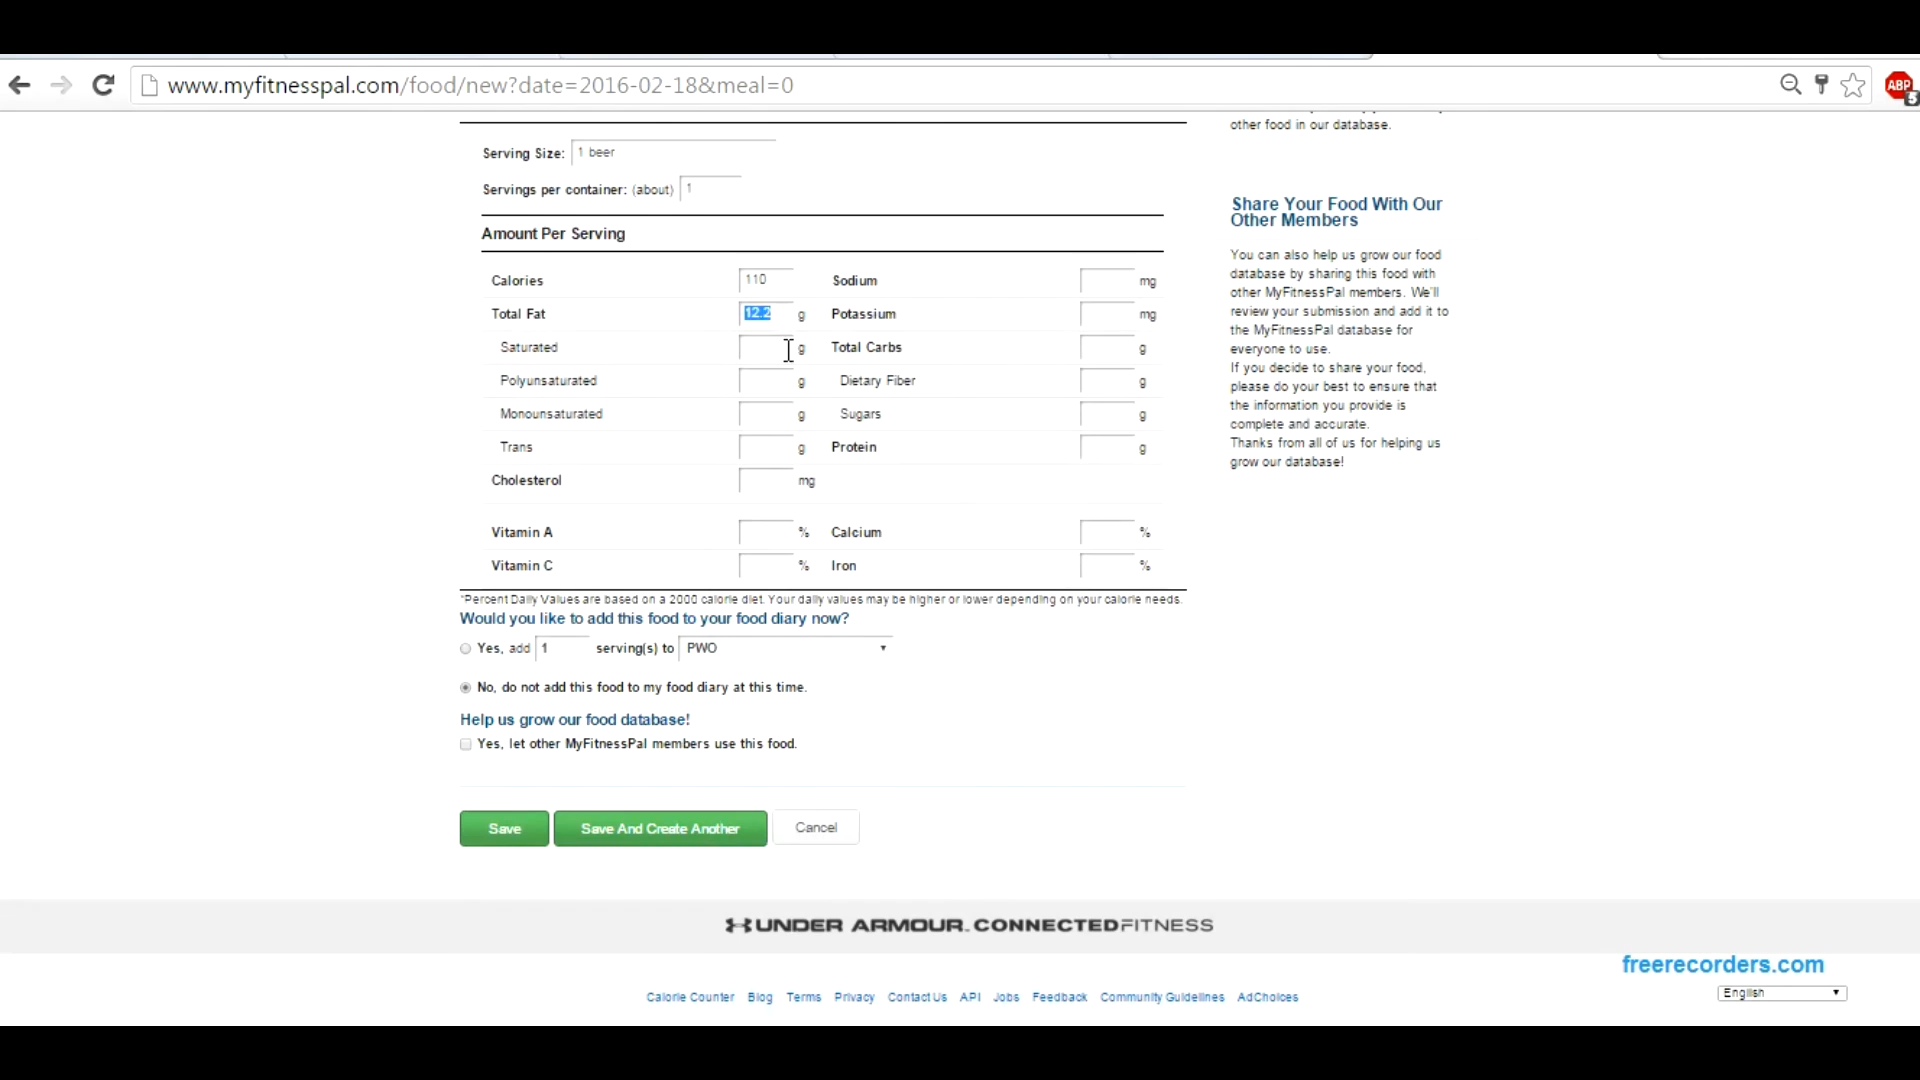 www.myfitnesspal.com/food/new?date=2016-02-18&meal=0
ABP
5
other food in our database.
Serving Size: 1 beer
Servings per container: (about) 1
Amount Per Serving
Calories 110 Sodium mg
Total Fat 12.2 g Potassium mg
Saturated g Total Carbs g
Polyunsaturated g Dietary Fiber g
Monounsaturated g Sugars g
Trans g Protein g
Cholesterol mg
Vitamin A % Calcium %
Vitamin C % Iron %
*Percent Daily Values are based on a 2000 calorie diet. Your daily values may be higher or lower depending on your calorie needs.
Would you like to add this food to your food diary now?
Yes, add 1 serving(s) to PWO
No, do not add this food to my food diary at this time.
Help us grow our food database!
Yes, let other MyFitnessPal members use this food.
Save Save And Create Another Cancel
Share Your Food With Our
Other Members
You can also help us grow our food
database by sharing this food with
other MyFitnessPal members. We'll
review your submission and add it to
the MyFitnessPal database for
everyone to use.
If you decide to share your food,
please do your best to ensure that
the information you provide is
complete and accurate.
Thanks from all of us for helping us
grow our database!
UNDER ARMOUR. CONNECTEDFITNESS
freerecorders.com
Calorie Counter Blog Terms Privacy Contact Us API Jobs Feedback Community Guidelines AdChoices
English